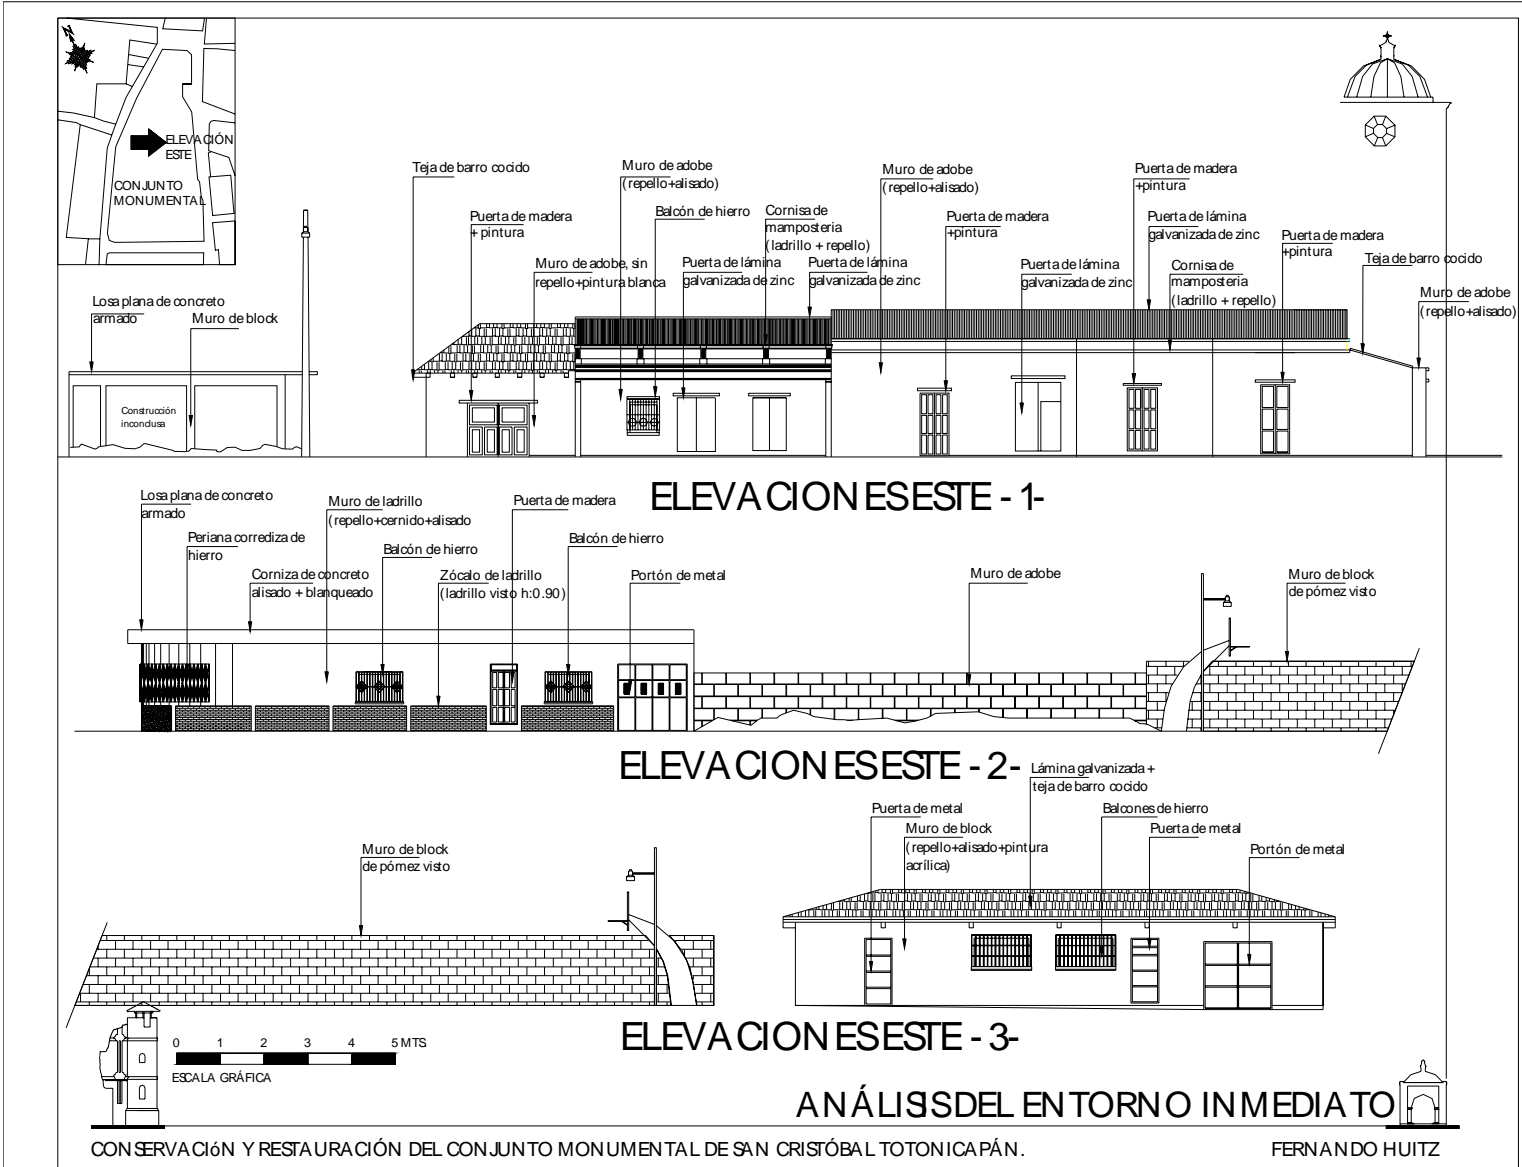 N
ELEVACIÓN
ESTE
CONJUNTO
MONUMENTAL
Teja de barro cocido
Muro de adobe
(repello+alisado)
Muro de adobe
(repello+alisado)
Puerta de madera
+pintura
Puerta de madera
+ pintura
Balcón de hierro
Cornisa de
mamposteria
(ladrillo + repello)
Puerta de madera
+pintura
Puerta de lámina
galvanizada de zinc
Puerta de madera
+pintura
Muro de adobe, sin
repello+pintura blanca
Puerta de lámina
galvanizada de zinc
Puerta de lámina
galvanizada de zinc
Puerta de lámina
galvanizada de zinc
Cornisa de
mamposteria
(ladrillo + repello)
Teja de barro cocido
Muro de adobe
(repello+alisado)
Losa plana de concreto
armado
Muro de block
Construcción
inconclusa
ELEVACIONES ESTE - 1-
Losa plana de concreto
armado
Muro de ladrillo
(repello+cernido+alisado
Puerta de madera
Periana corrediza de
hierro
Balcón de hierro
Balcón de hierro
Corniza de concreto
alisado + blanqueado
Zócalo de ladrillo
(ladrillo visto h:0.90)
Portón de metal
Muro de adobe
Muro de block
de pómez visto
ELEVACIONES ESTE - 2-
Lámina galvanizada +
teja de barro cocido
Puerta de metal
Balcones de hierro
Muro de block
(repello+alisado+pintura
acrílica)
Puerta de metal
Portón de metal
Muro de block
de pómez visto
ELEVACIONES ESTE - 3-
0 1 2 3 4 5 MTS.
ESCALA GRÁFICA
ANÁLISIS DEL ENTORNO INMEDIATO
CONSERVACIóN Y RESTAURACIÓN DEL CONJUNTO MONUMENTAL DE SAN CRISTÓBAL TOTONICAPÁN.
FERNANDO HUITZ